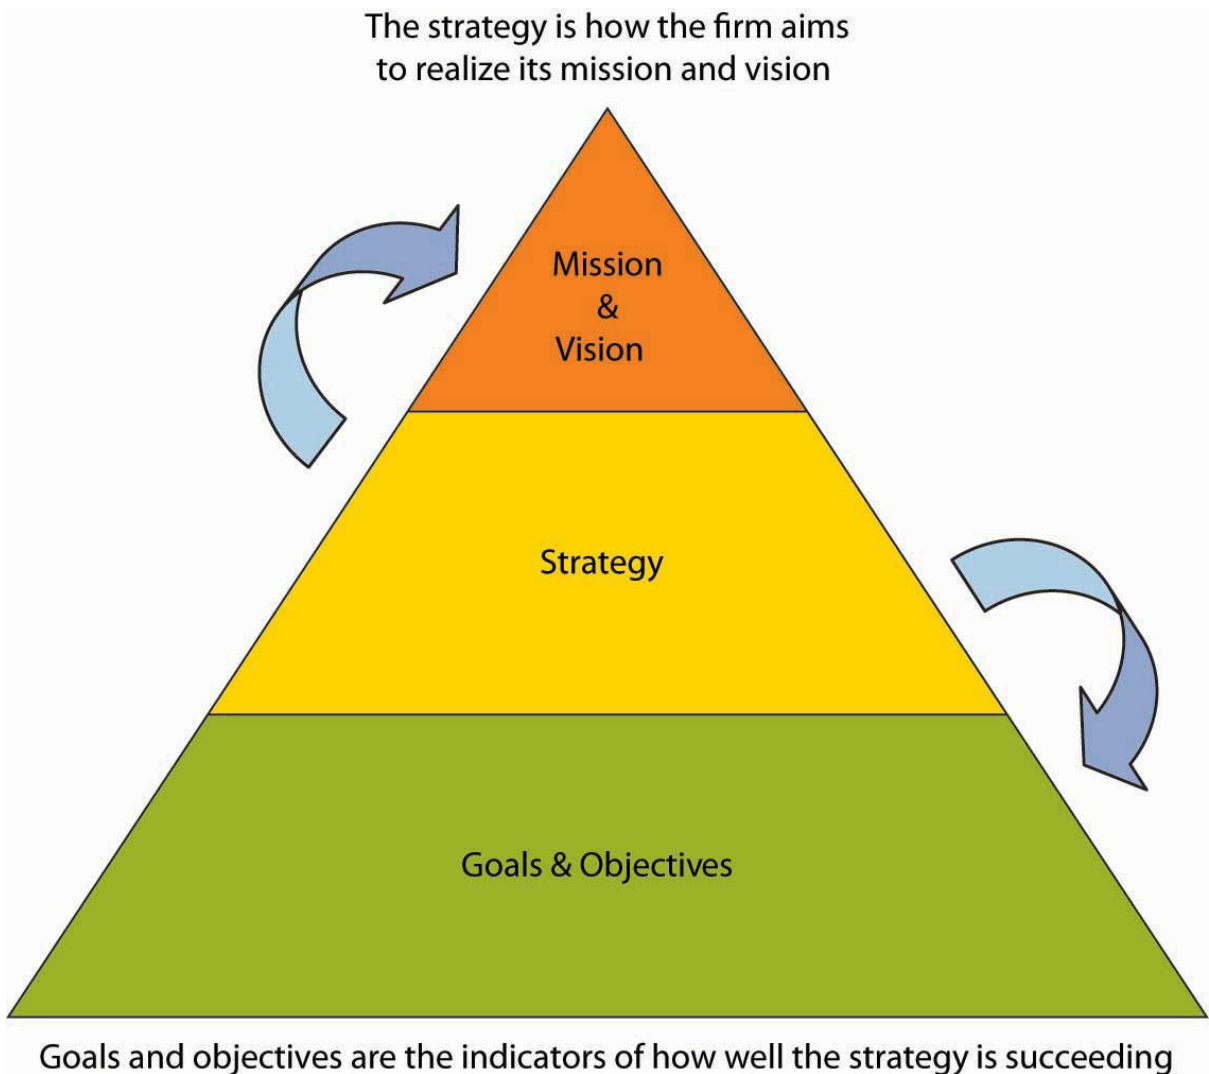 The strategy is how the firm aims
to realize its mission and vision
Mission
&
Vision
Strategy
Goals & Objectives
Goals and objectives are the indicators of how well the strategy is succeeding